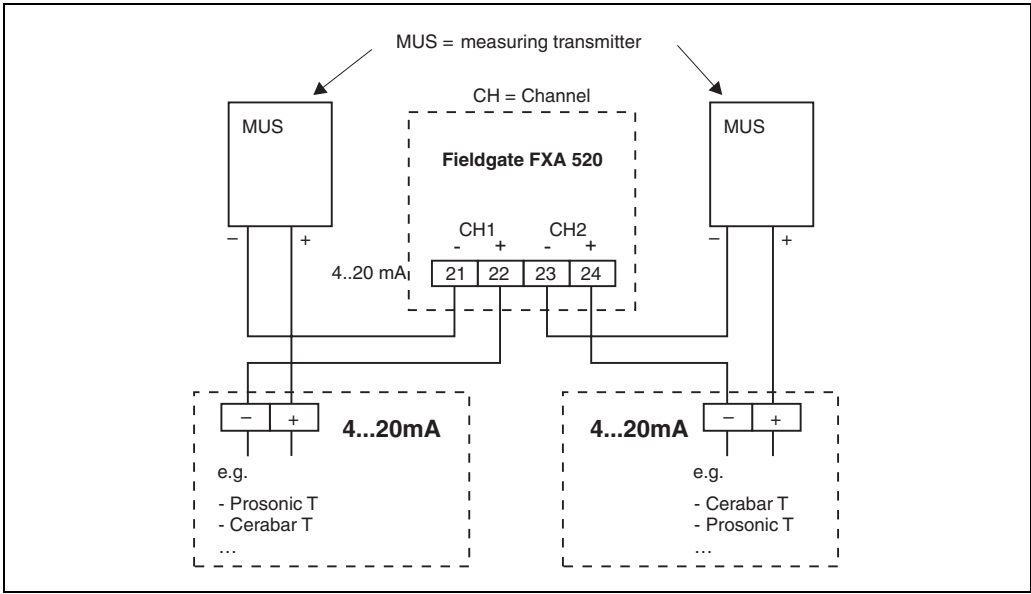 MUS = measuring transmitter
CH = Channel
MUS
MUS
Fieldgate FXA 520
CH1 CH2
- + - +
– +
– +
4..20 mA
21 22 23 24
– +
4...20mA
4...20mA
– +
e.g.
- Prosonic T
- Cerabar T
...
e.g.
- Cerabar T
- Prosonic T
...